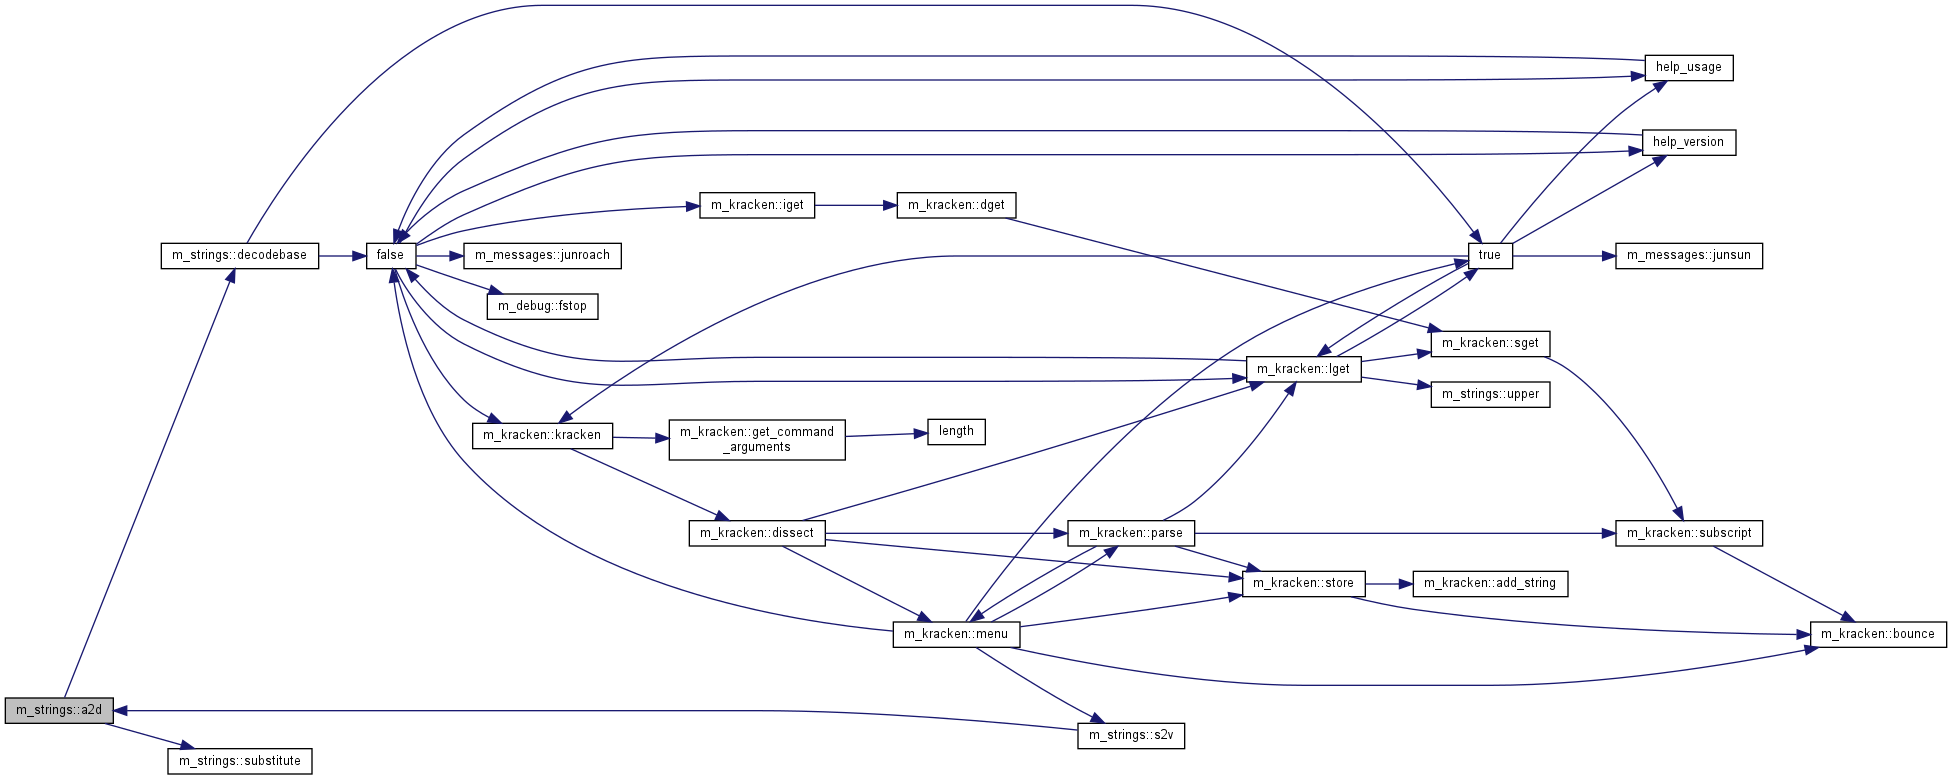 help_usage
help_version
m_kracken::iget
m_kracken::dget
m_strings::decodebase
false
m_messages::junroach
true
m_messages::junsun
m_debug::fstop
m_kracken::sget
m_kracken::lget
m_strings::upper
m_kracken::kracken
m_kracken::get_command
_arguments
length
m_kracken::dissect
m_kracken::parse
m_kracken::subscript
m_kracken::store
m_kracken::add_string
m_kracken::menu
m_kracken::bounce
m_strings::a2d
m_strings::s2v
m_strings::substitute